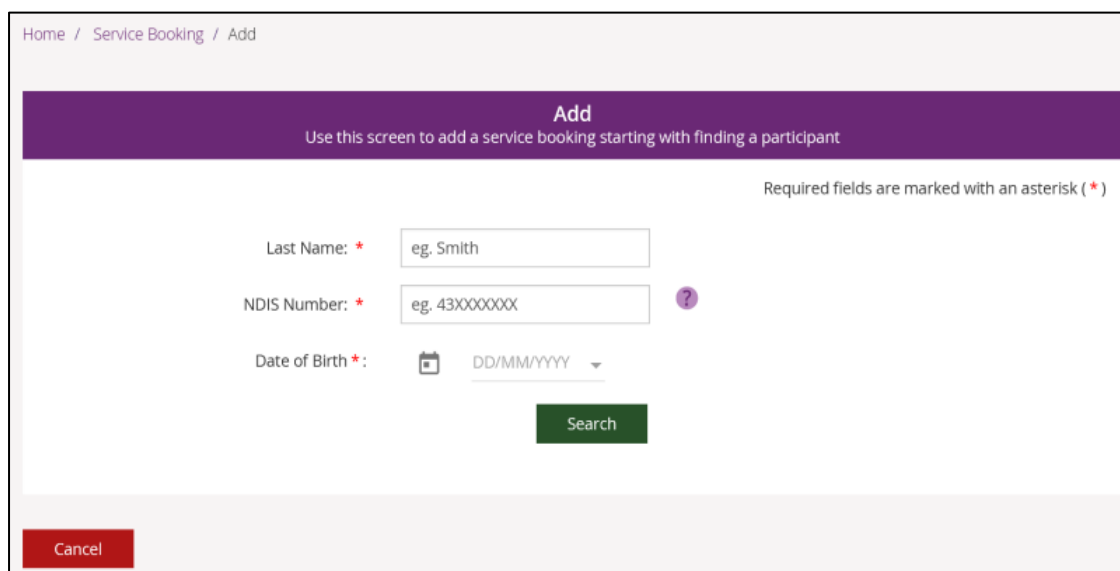 Home / Service Booking / Add
Add
Use this screen to add a service booking starting with finding a participant
Required fields are marked with an asterisk ( * )
Last Name: * eg. Smith
NDIS Number: * eg. 43XXXXXXX ?
Date of Birth * : DD/MM/YYYY
Search
Cancel